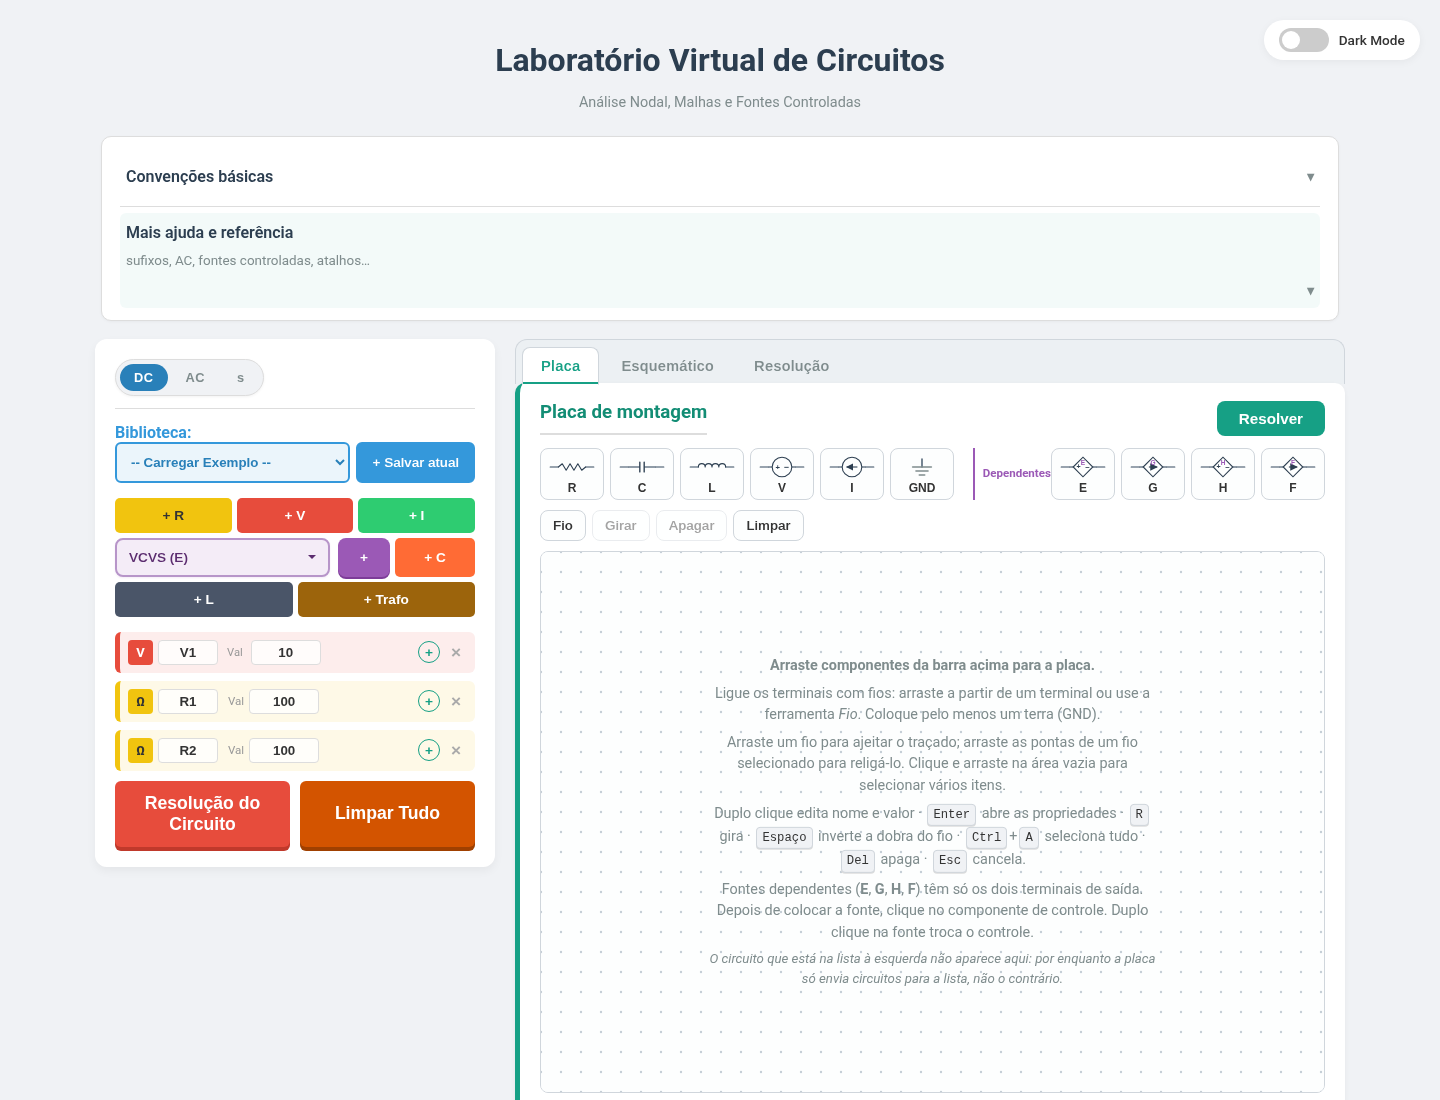 Dark Mode
Laboratório Virtual de Circuitos
Análise Nodal, Malhas e Fontes Controladas
Convenções básicas ▼
Mais ajuda e referência
sufixos, AC, fontes controladas, atalhos…
▼
DC AC s
Biblioteca:
-- Carregar Exemplo -- + Salvar atual
+ R + V + I
VCVS (E) + + C
+ L + Trafo
V V1 Val 10 + ×
Ω R1 Val 100 + ×
Ω R2 Val 100 + ×
Resolução do
Circuito
Limpar Tudo
Placa Esquemático Resolução
Placa de montagem Resolver
R C L V I GND Dependentes E G H F
Fio Girar Apagar Limpar
Arraste componentes da barra acima para a placa.
Ligue os terminais com fios: arraste a partir de um terminal ou use a
ferramenta Fio. Coloque pelo menos um terra (GND).
Arraste um fio para ajeitar o traçado; arraste as pontas de um fio
selecionado para religá-lo. Clique e arraste na área vazia para
selecionar vários itens.
Duplo clique edita nome e valor · Enter abre as propriedades · R
gira · Espaço inverte a dobra do fio · Ctrl + A seleciona tudo ·
Del apaga · Esc cancela.
Fontes dependentes (E, G, H, F) têm só os dois terminais de saída.
Depois de colocar a fonte, clique no componente de controle. Duplo
clique na fonte troca o controle.
O circuito que está na lista à esquerda não aparece aqui: por enquanto a placa
só envia circuitos para a lista, não o contrário.